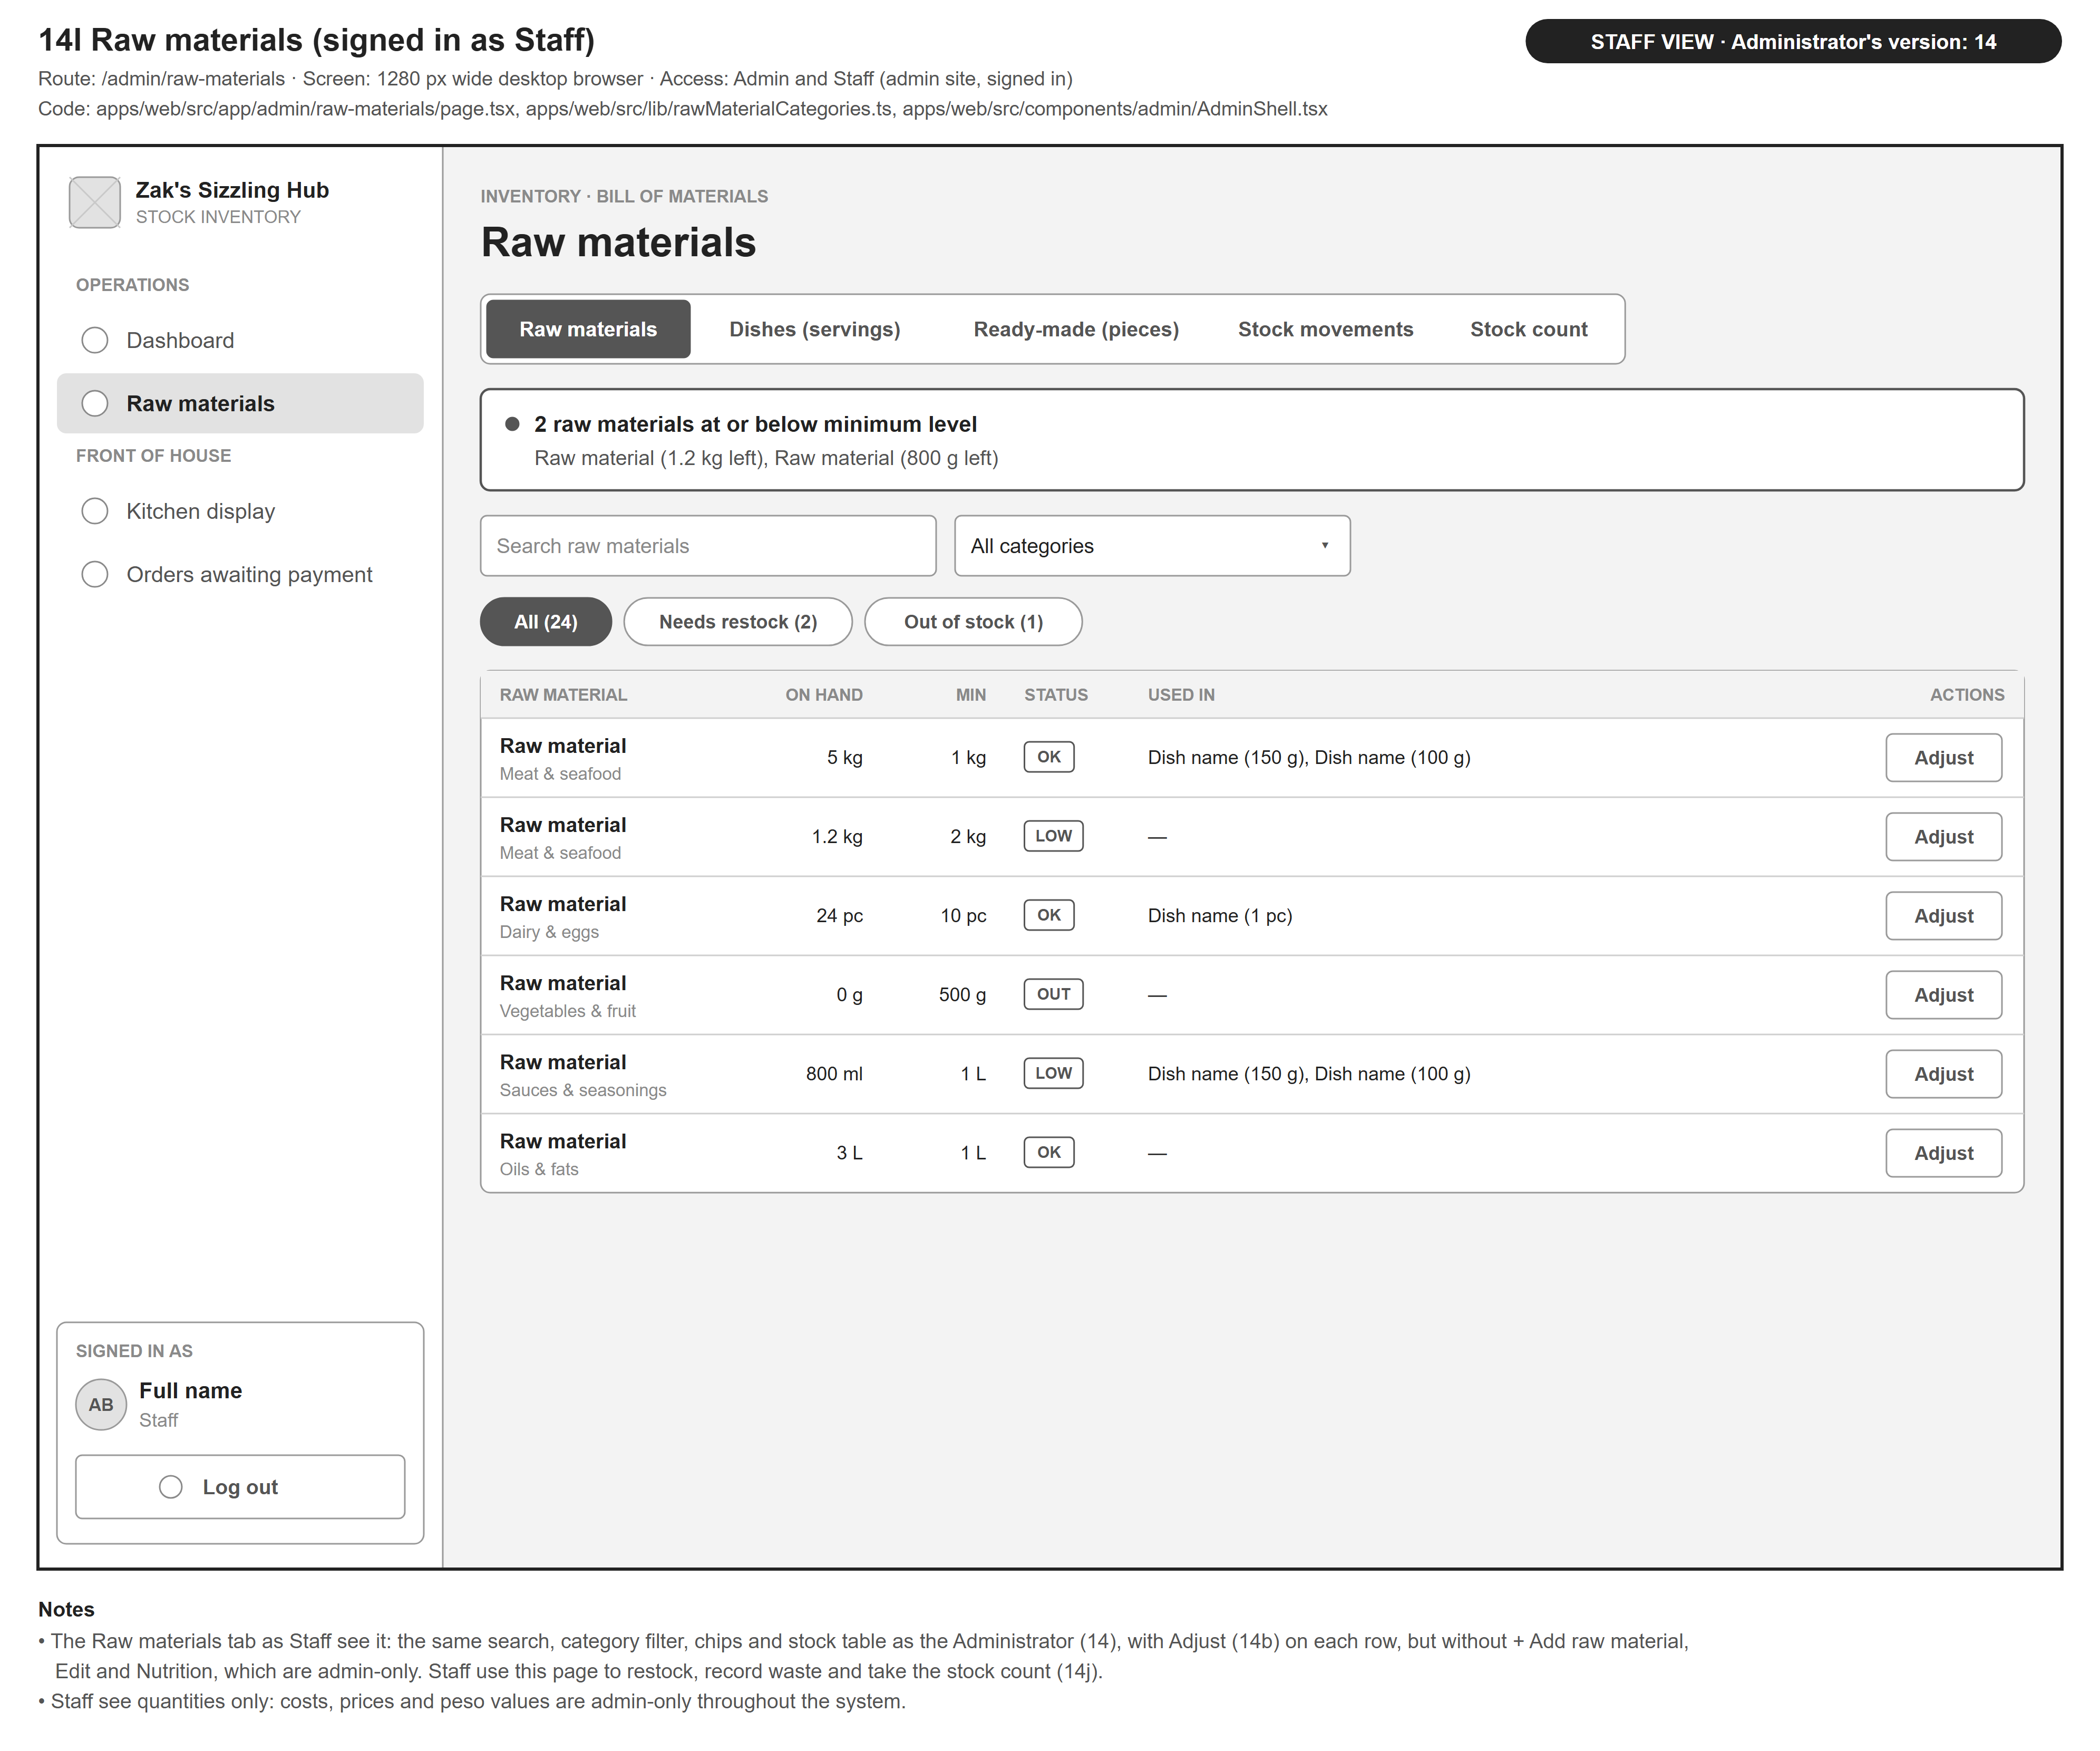 14l Raw materials (signed in as Staff)
STAFF VIEW · Administrator's version: 14
Route: /admin/raw-materials · Screen: 1280 px wide desktop browser · Access: Admin and Staff (admin site, signed in)
Code: apps/web/src/app/admin/raw-materials/page.tsx, apps/web/src/lib/rawMaterialCategories.ts, apps/web/src/components/admin/AdminShell.tsx
Zak's Sizzling Hub
STOCK INVENTORY
OPERATIONS
Dashboard
Raw materials
FRONT OF HOUSE
Kitchen display
Orders awaiting payment
SIGNED IN AS
AB
Full name
Staff
Log out
INVENTORY · BILL OF MATERIALS
Raw materials
Raw materials Dishes (servings) Ready-made (pieces) Stock movements Stock count
2 raw materials at or below minimum level
Raw material (1.2 kg left), Raw material (800 g left)
Search raw materials All categories
All (24) Needs restock (2) Out of stock (1)
RAW MATERIAL ON HAND MIN STATUS USED IN ACTIONS
Raw material
Meat & seafood
5 kg 1 kg OK Dish name (150 g), Dish name (100 g) Adjust
Raw material
Meat & seafood
1.2 kg 2 kg LOW — Adjust
Raw material
Dairy & eggs
24 pc 10 pc OK Dish name (1 pc) Adjust
Raw material
Vegetables & fruit
0 g 500 g OUT — Adjust
Raw material
Sauces & seasonings
800 ml 1 L LOW Dish name (150 g), Dish name (100 g) Adjust
Raw material
Oils & fats
3 L 1 L OK — Adjust
Notes
• The Raw materials tab as Staff see it: the same search, category filter, chips and stock table as the Administrator (14), with Adjust (14b) on each row, but without + Add raw material,
Edit and Nutrition, which are admin-only. Staff use this page to restock, record waste and take the stock count (14j).
• Staff see quantities only: costs, prices and peso values are admin-only throughout the system.